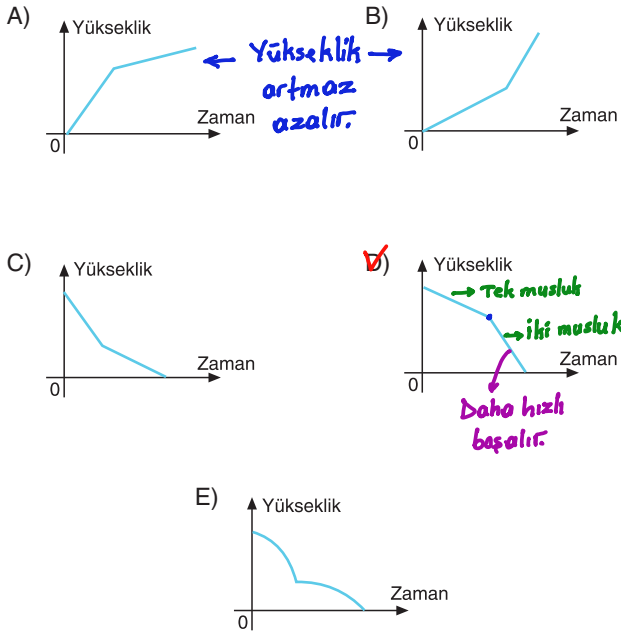 A)
Yükseklik
Zaman
0
Yükseklik
artmaz
azalır.
B)
Yükseklik
Zaman
0
C)
Yükseklik
Zaman
0
D)
Yükseklik
Tek musluk
iki musluk
Zaman
0
Daha hızlı
boşalır.
E)
Yükseklik
Zaman
0